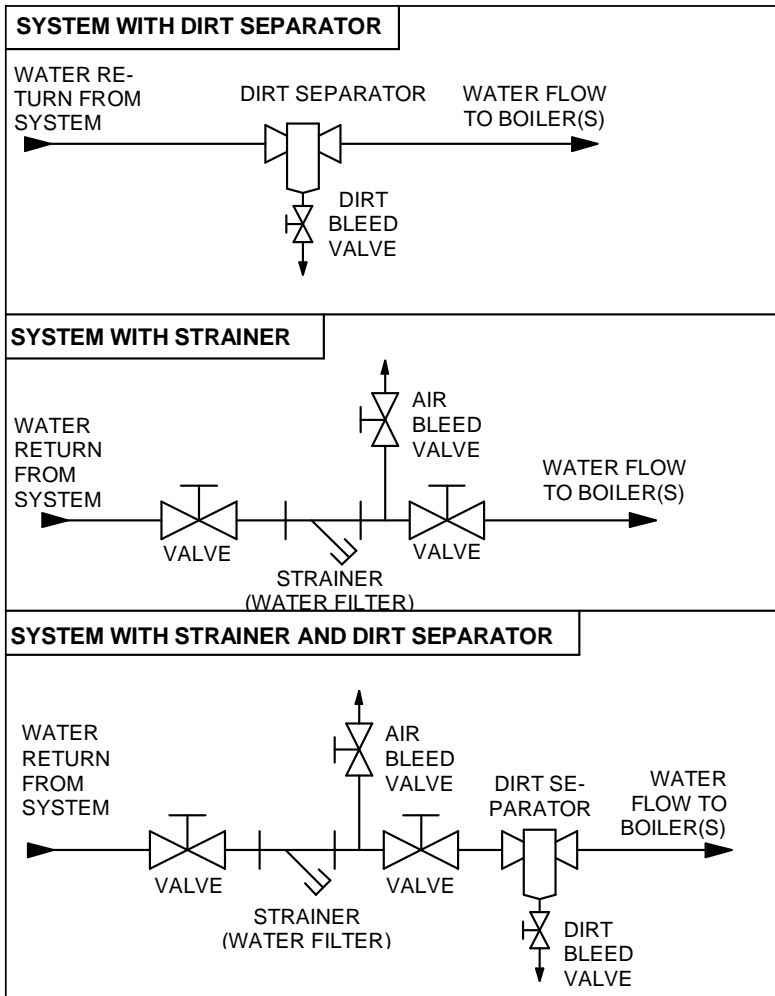 SYSTEM WITH DIRT SEPARATOR
WATER RE-
TURN FROM
SYSTEM
DIRT SEPARATOR
WATER FLOW
TO BOILER(S)
DIRT
BLEED
VALVE
SYSTEM WITH STRAINER
AIR
BLEED
VALVE
WATER
RETURN
FROM
SYSTEM
WATER FLOW
TO BOILER(S)
VALVE
VALVE
STRAINER
(WATER FILTER)
SYSTEM WITH STRAINER AND DIRT SEPARATOR
WATER
RETURN
FROM
SYSTEM
AIR
BLEED
VALVE
DIRT SE-
PARATOR
WATER
FLOW TO
BOILER(S)
VALVE
VALVE
STRAINER
(WATER FILTER)
DIRT
BLEED
VALVE